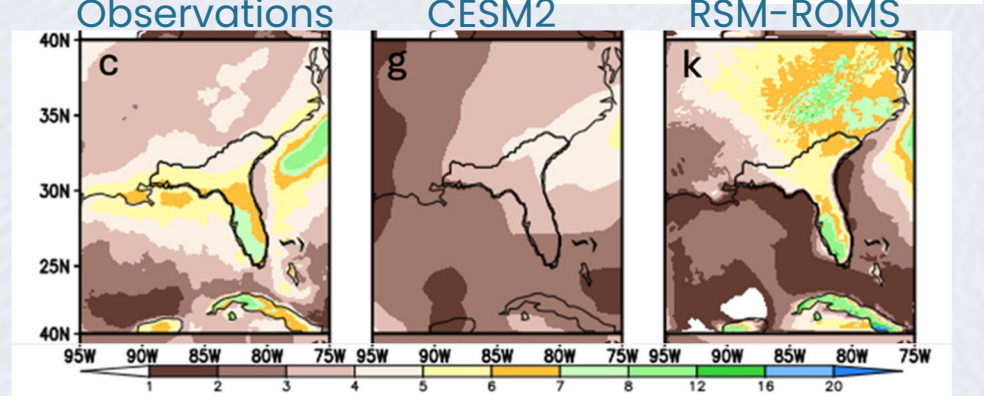 Observations CESM2 RSM-ROMS
40N c g k
35N
30N
25N
40N
95W 90W 85W 80W 75W 95W 90W 85W 80W 75W 95W 90W 85W 80W 75W
1 2 3 4 5 6 7 8 12 16 20